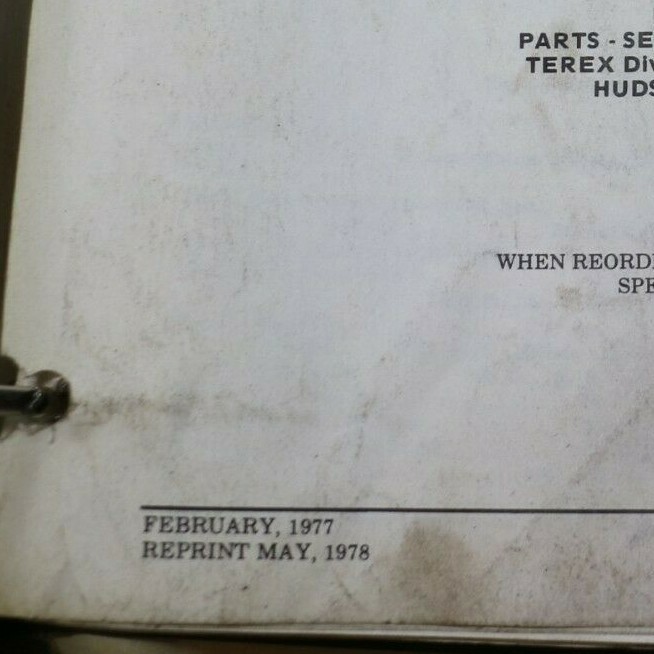 PARTS - SE
TEREX Div
HUDS
WHEN REORD
SPE
FEBRUARY, 1977
REPRINT MAY, 1978